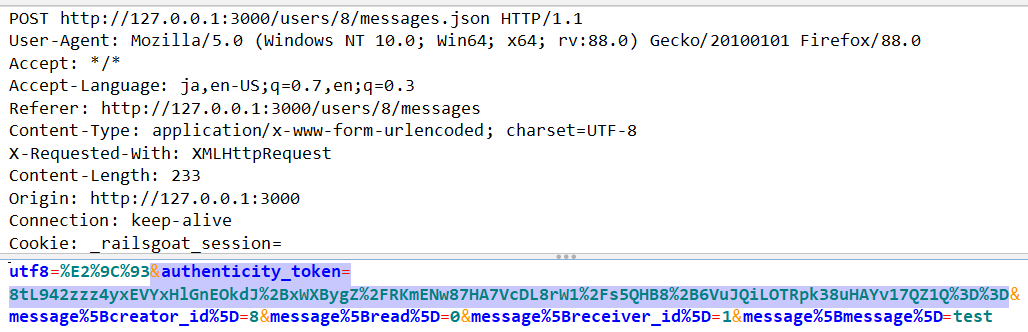 POST http://127.0.0.1:3000/users/8/messages.json HTTP/1.1
User-Agent: Mozilla/5.0 (Windows NT 10.0; Win64; x64; rv:88.0) Gecko/20100101 Firefox/88.0
Accept: */*
Accept-Language: ja,en-US;q=0.7,en;q=0.3
Referer: http://127.0.0.1:3000/users/8/messages
Content-Type: application/x-www-form-urlencoded; charset=UTF-8
X-Requested-With: XMLHttpRequest
Content-Length: 233
Origin: http://127.0.0.1:3000
Connection: keep-alive
Cookie: _railsgoat_session=
utf8=%E2%9C%93&authenticity_token=
8tL942zzz4yxEVYxHlGnEOkdJ%2BxWXBygZ%2FRKmENw87HA7VcDL8rW1%2Fs5QHB8%2B6VuJQiLOTRpk38uHAYv17QZ1Q%3D%3D&
message%5Bcreator_id%5D=8&message%5Bread%5D=0&message%5Breceiver_id%5D=1&message%5Bmessage%5D=test